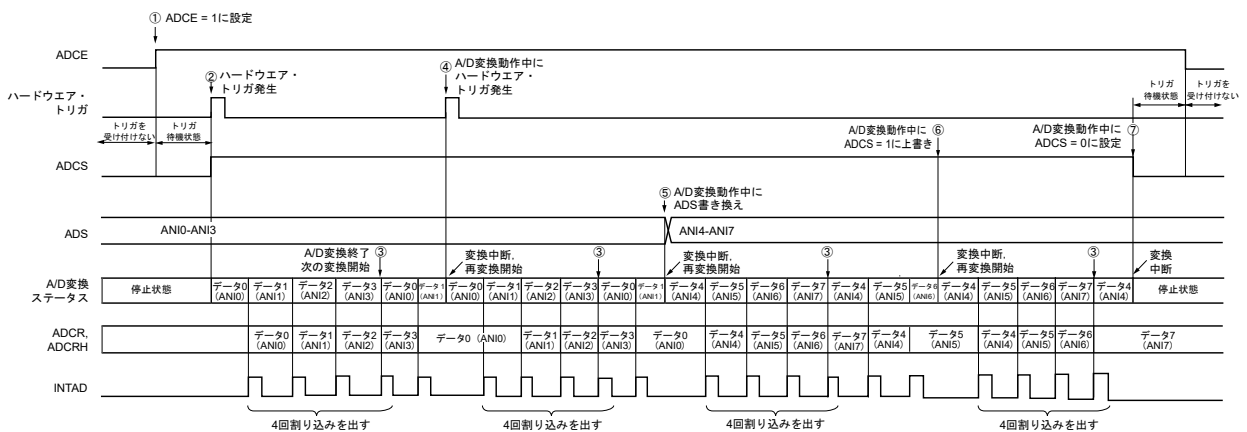 ① ADCE = 1に設定
ADCE
② ハードウエア・
トリガ発生
④ A/D変換動作中に
ハードウエア・
トリガ発生
ハードウエア・
トリガ
トリガを
受け付けない
トリガ
待機状態
トリガ
待機状態
トリガを
受け付けない
A/D変換動作中に ⑥
ADCS = 1に上書き
A/D変換動作中に ⑦
ADCS = 0に設定
ADCS
⑤ A/D変換動作中に
ADS書き換え
ADS
ANI0-ANI3
ANI4-ANI7
A/D変換終了 ③
次の変換開始
変換中断,
再変換開始
③
変換中断,
再変換開始
③
変換中断,
再変換開始
③
変換
中断
A/D変換
ステータス
停止状態
データ0 データ1 データ2 データ3 データ0 データ1 データ0 データ1 データ2 データ3 データ0 データ1 データ4 データ5 データ6 データ7 データ4 データ5 データ6 データ4 データ5 データ6 データ7 データ4
(ANI0) (ANI1) (ANI2) (ANI3) (ANI0) (ANI1) (ANI0) (ANI1) (ANI2) (ANI3) (ANI0) (ANI1) (ANI4) (ANI5) (ANI6) (ANI7) (ANI4) (ANI5) (ANI6) (ANI4) (ANI5) (ANI6) (ANI7) (ANI4)
停止状態
ADCR,
ADCRH
データ0 データ1 データ2 データ3 データ0 (ANI0) データ1 データ2 データ3 データ0 データ4 データ5 データ6 データ7 データ4 データ5 データ4 データ5 データ6 データ7
(ANI0) (ANI1) (ANI2) (ANI3) (ANI1) (ANI2) (ANI3) (ANI0) (ANI4) (ANI5) (ANI6) (ANI7) (ANI4) (ANI5) (ANI4) (ANI5) (ANI6) (ANI7)
INTAD
4回割り込みを出す
4回割り込みを出す
4回割り込みを出す
4回割り込みを出す